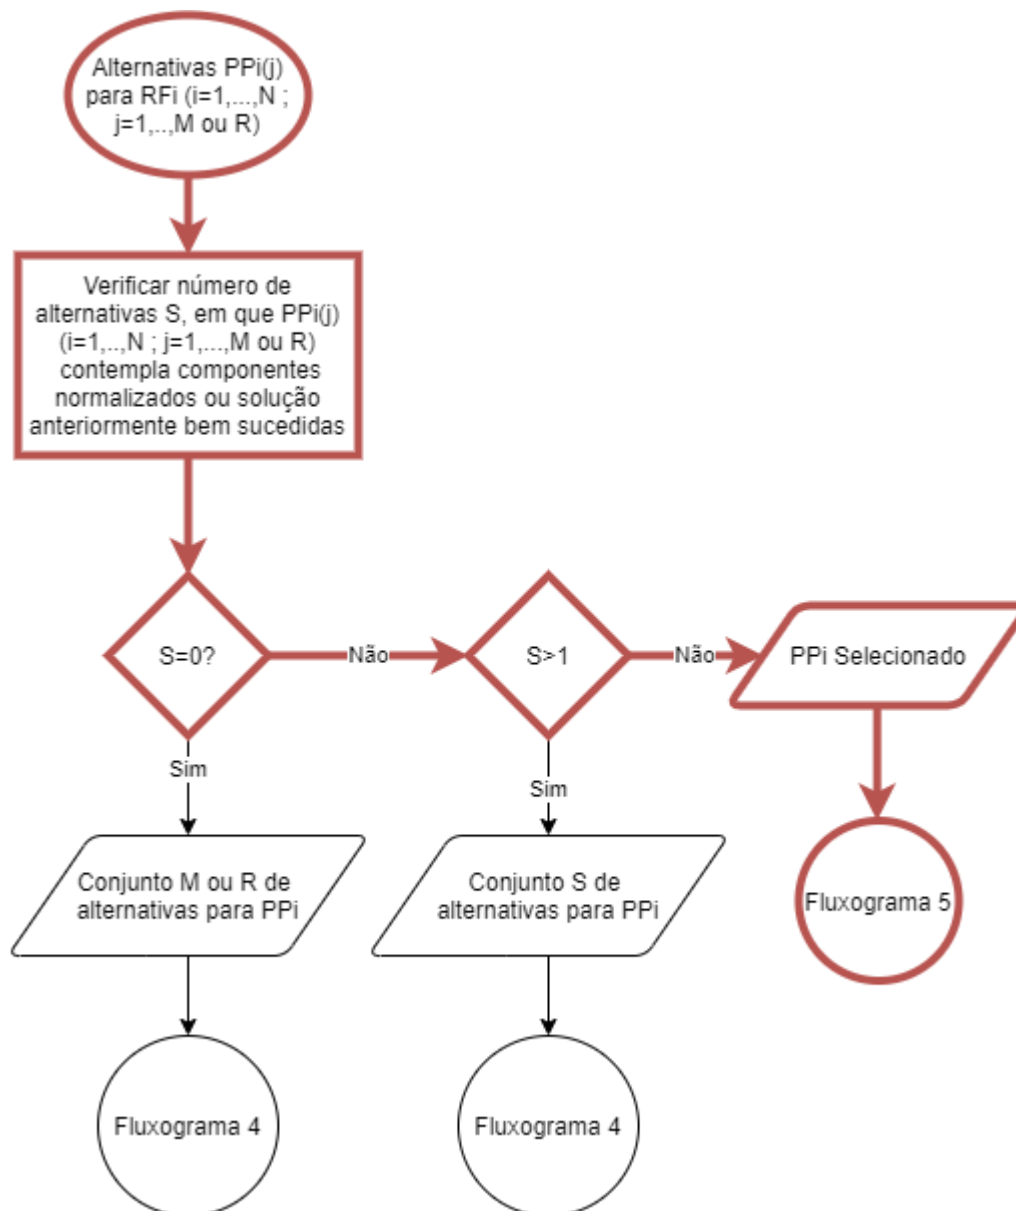 Alternativas PPi(j)
para RFi (i=1,...,N ;
j=1,..,M ou R)
Verificar número de
alternativas S, em que PPi(j)
(i=1,..,N ; j=1,...,M ou R)
contempla componentes
normalizados ou solução
anteriormente bem sucedidas
S=0?
Não
S>1
Não
PPi Selecionado
Sim
Sim
Conjunto M ou R de
alternativas para PPi
Conjunto S de
alternativas para PPi
Fluxograma 5
Fluxograma 4
Fluxograma 4